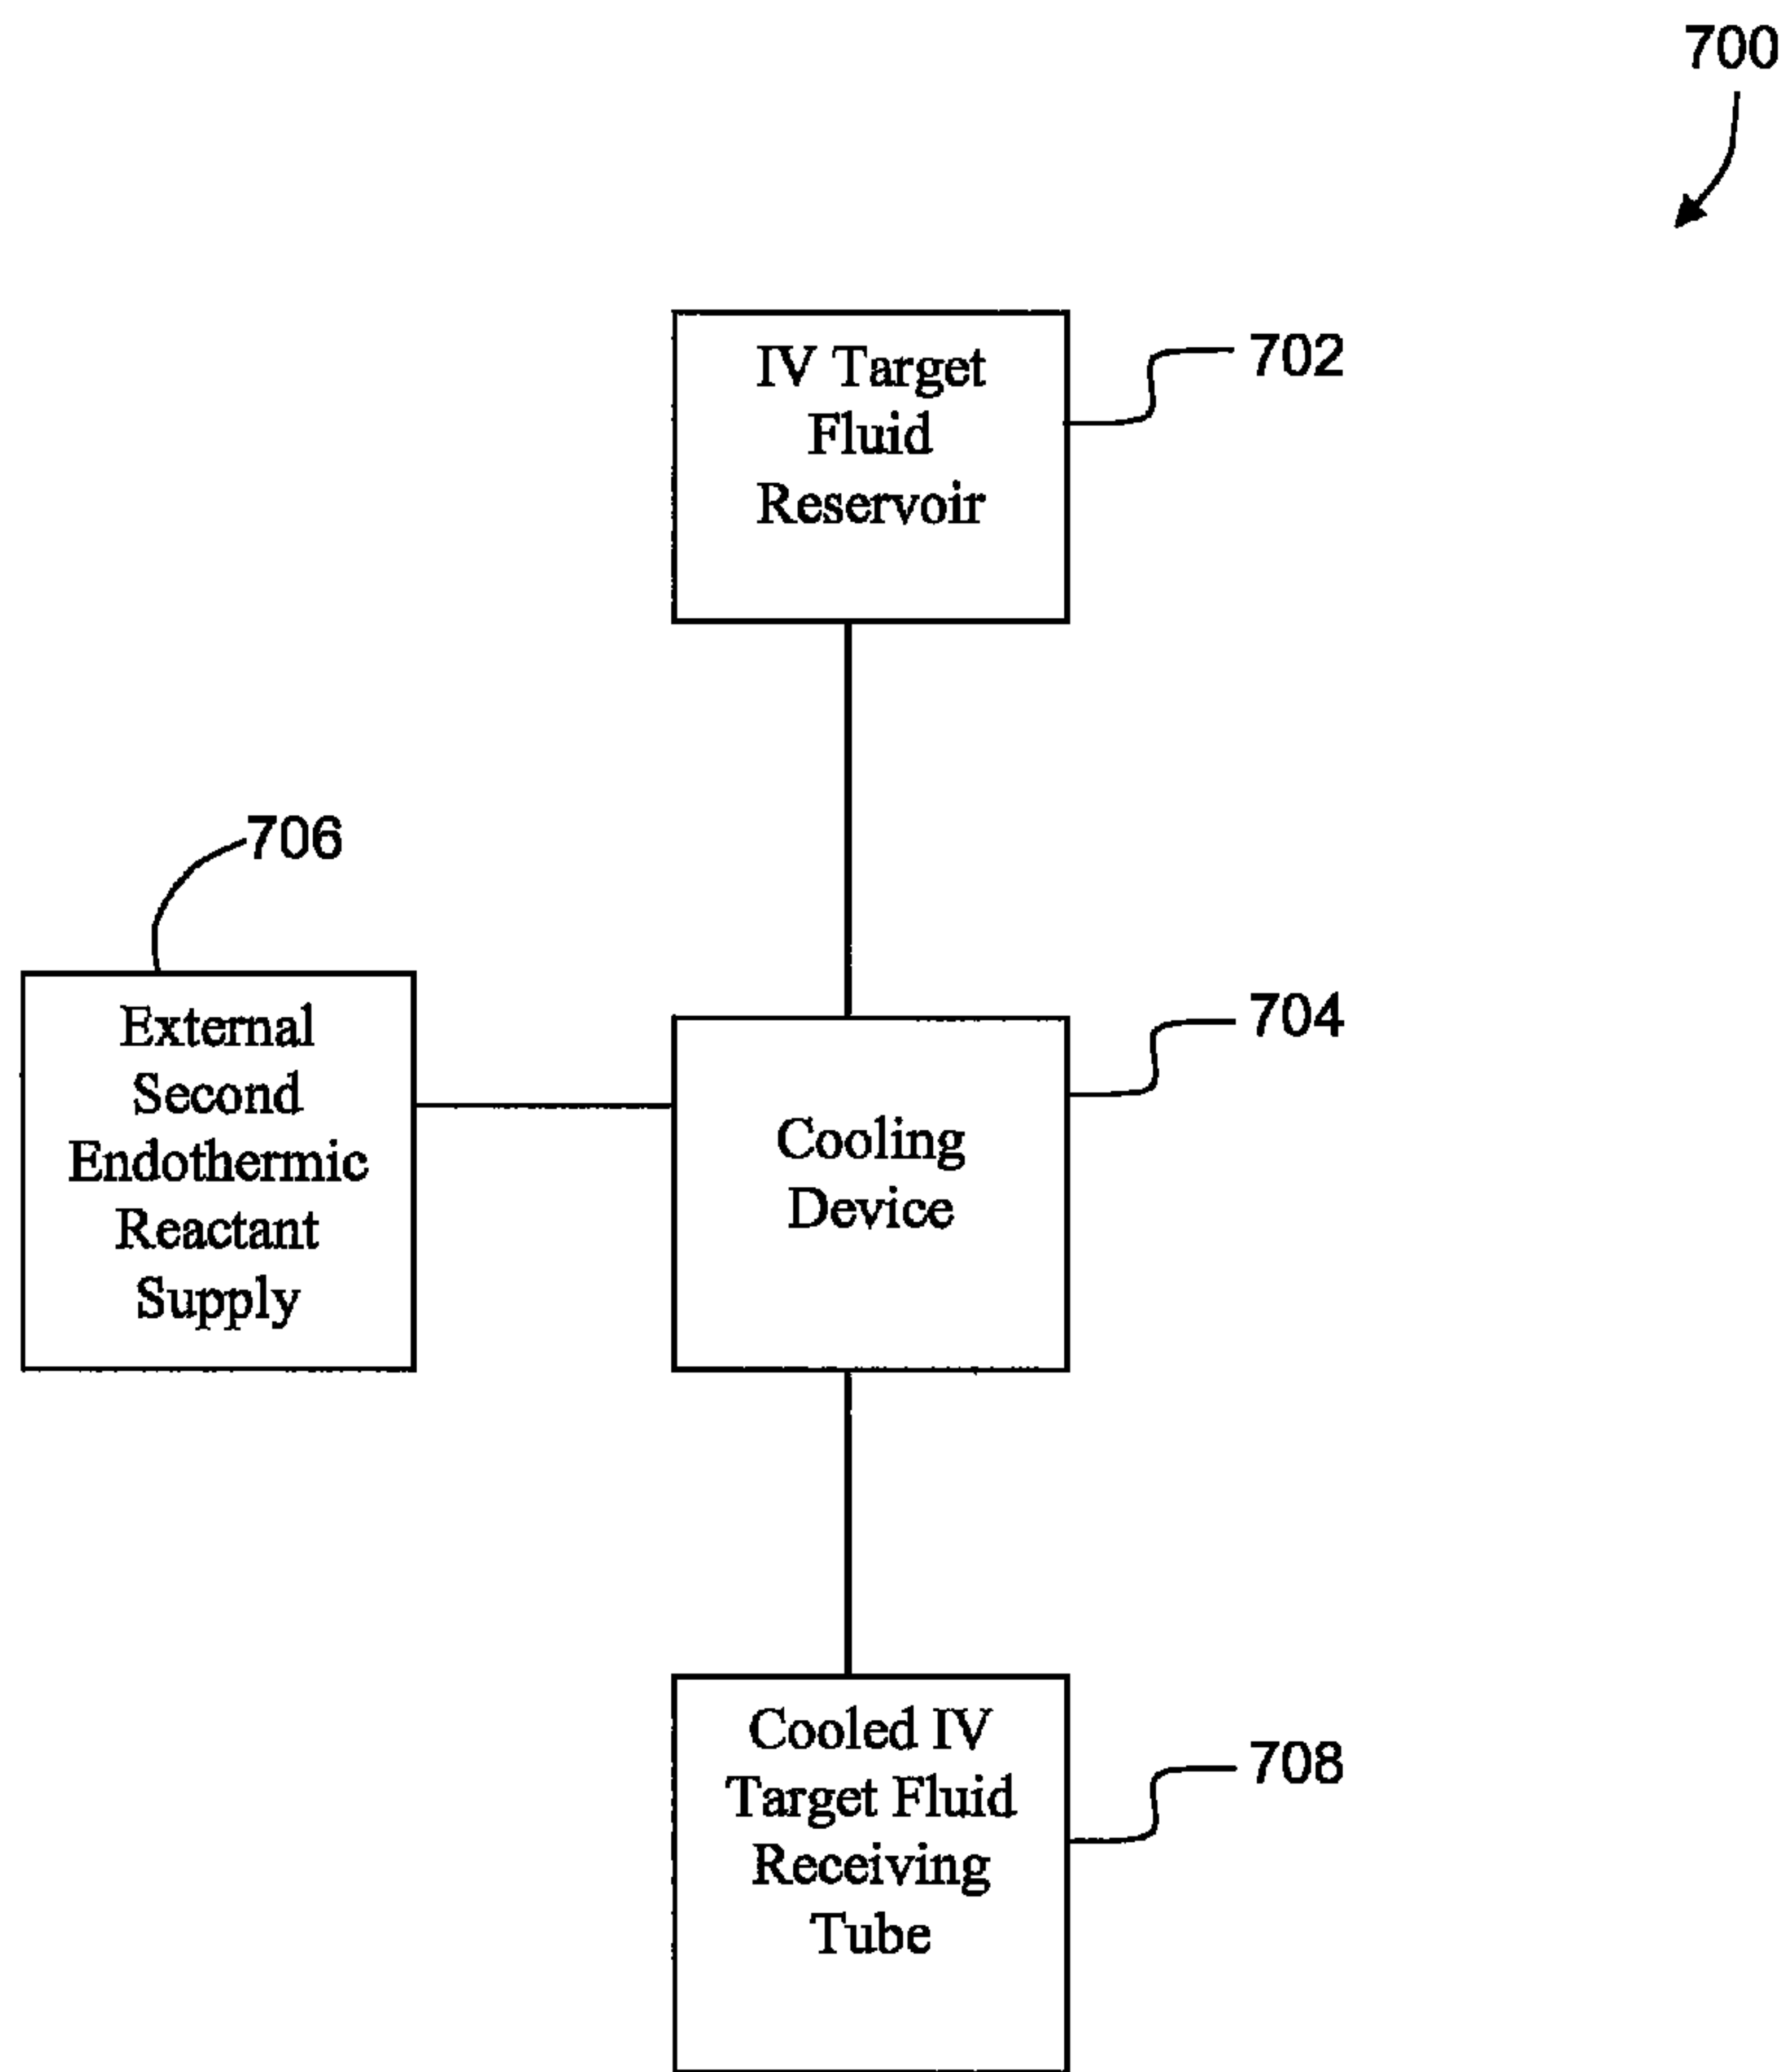 700
IV Target
Fluid
Reservoir
702
706
External
Second
Endothermic
Reactant
Supply
704
Cooling
Device
Cooled IV
Target Fluid
Receiving
Tube
708